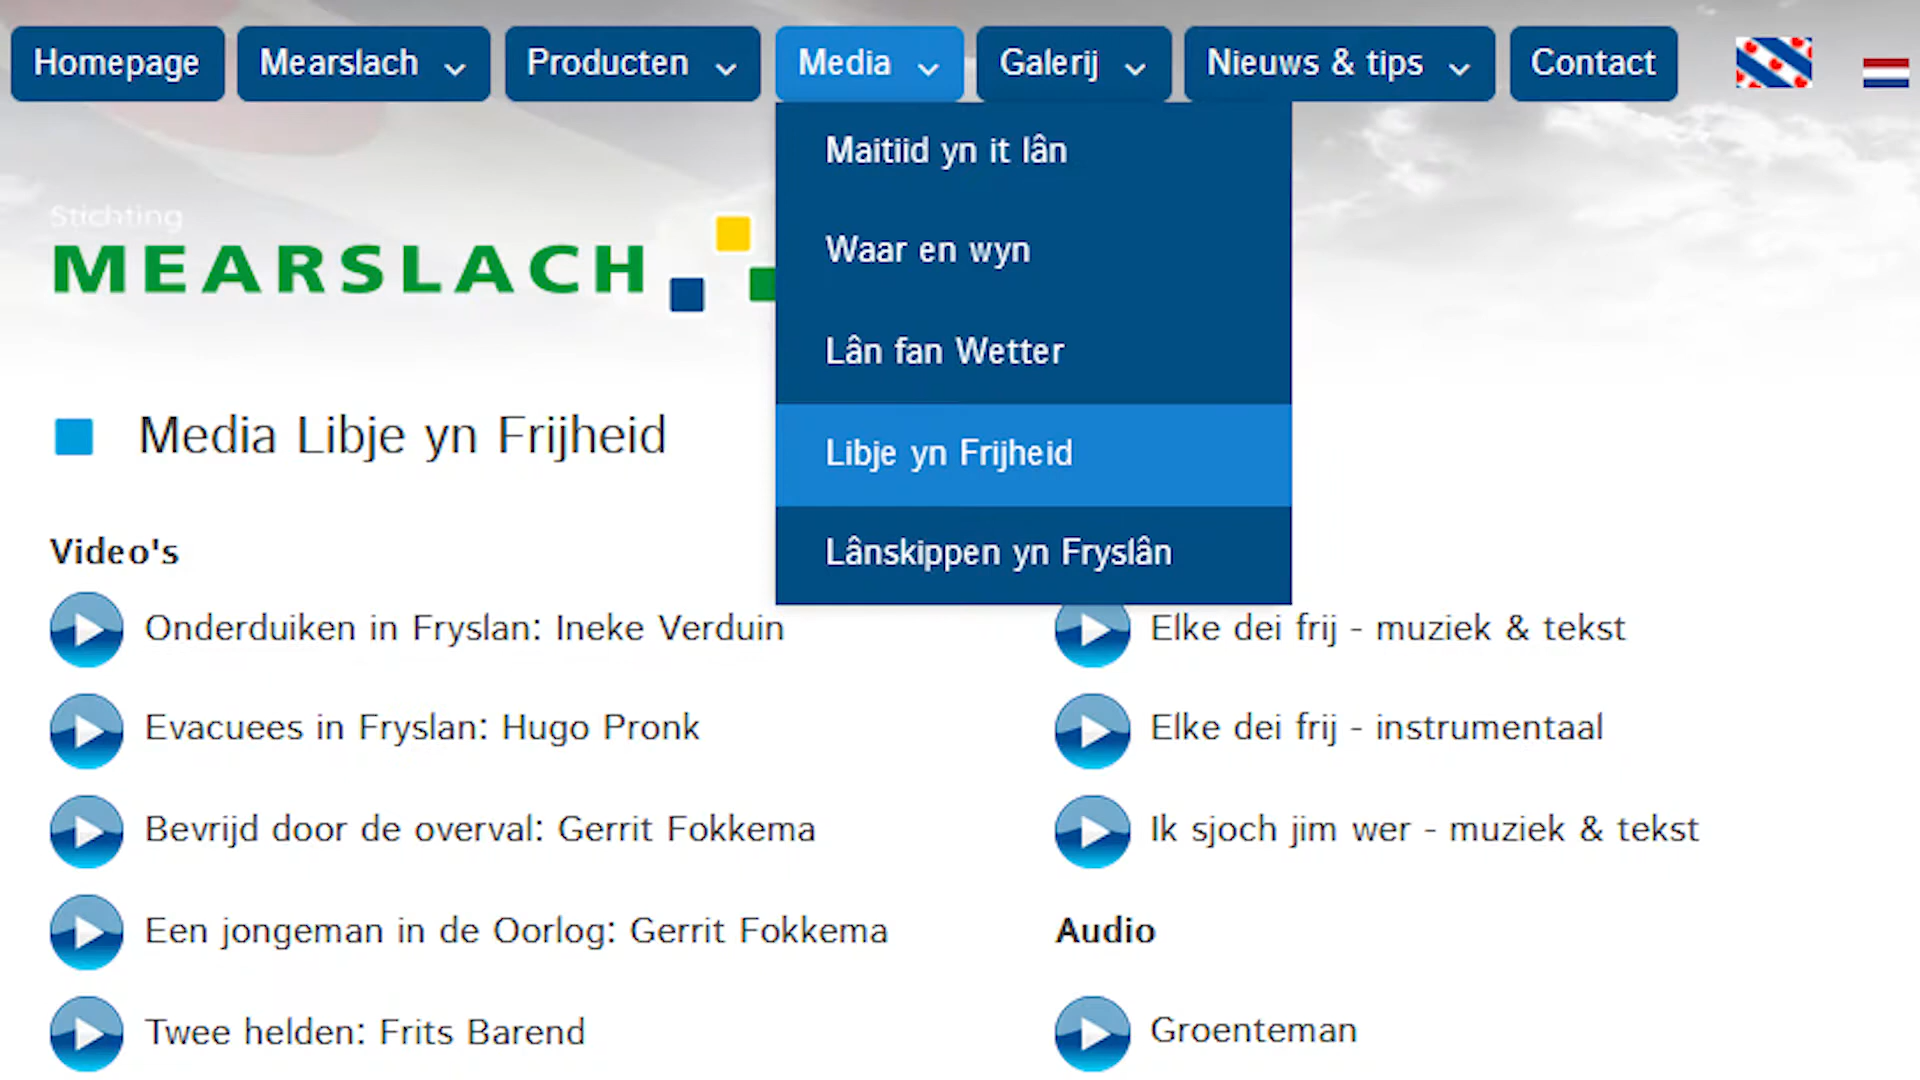 Homepage
Mearslach
Producten
Media
Galerij
Nieuws & tips
Contact
Maitiid yn it lân
Waar en wyn
Lân fan Wetter
Libje yn Frijheid
Lânskippen yn Fryslân
Stichting
MEARSLACH
Media Libje yn Frijheid
Video's
Onderduiken in Fryslan: Ineke Verduin
Evacuees in Fryslan: Hugo Pronk
Bevrijd door de overval: Gerrit Fokkema
Een jongeman in de Oorlog: Gerrit Fokkema
Twee helden: Frits Barend
Elke dei frij - muziek & tekst
Elke dei frij - instrumentaal
Ik sjoch jim wer - muziek & tekst
Audio
Groenteman